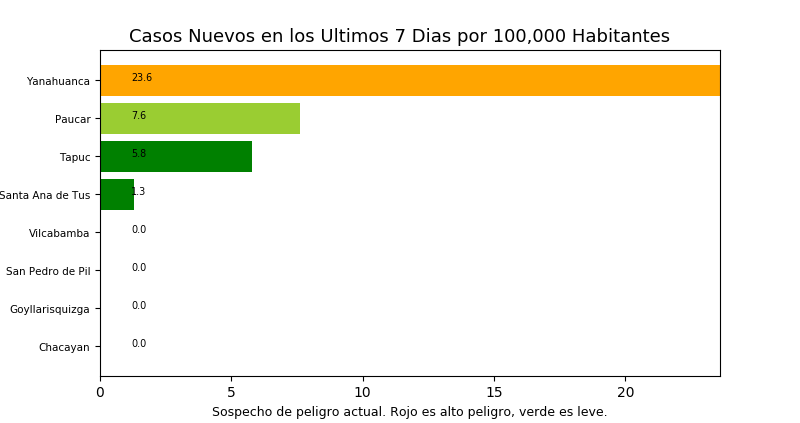 Casos Nuevos en los Ultimos 7 Dias por 100,000 Habitantes
Yanahuanca 23.6
Paucar 7.6
Tapuc 5.8
Santa Ana de Tus 1.3
Vilcabamba 0.0
San Pedro de Pil 0.0
Goyllarisquizga 0.0
Chacayan 0.0
0 5 10 15 20
Sospecho de peligro actual. Rojo es alto peligro, verde es leve.